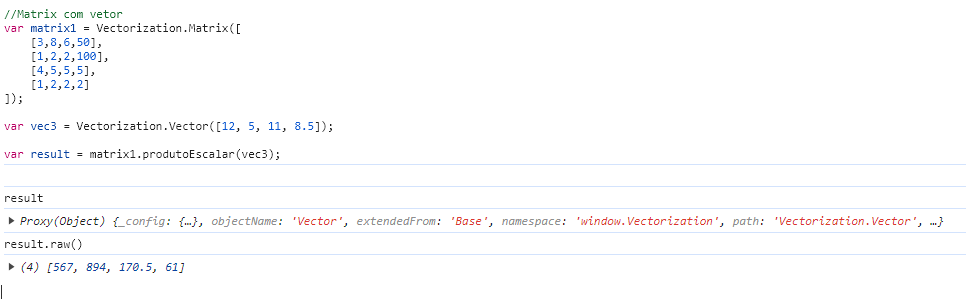 //Matrix com vetor
var matrix1 = Vectorization.Matrix([
    [3,8,6,50],
    [1,2,2,100],
    [4,5,5,5],
    [1,2,2,2]
]);
var vec3 = Vectorization.Vector([12, 5, 11, 8.5]);
var result = matrix1.produtoEscalar(vec3);
result
▶ Proxy(Object) {_config: {…}, objectName: 'Vector', extendedFrom: 'Base', namespace: 'window.Vectorization', path: 'Vectorization.Vector', …}
result.raw()
▶ (4) [567, 894, 170.5, 61]